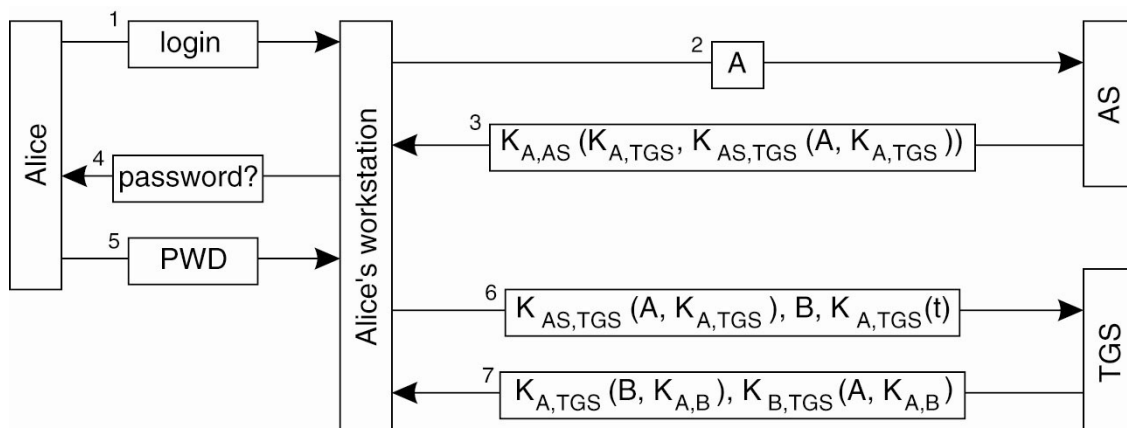 1 login
2 A
AS
3 K_A,AS (K_A,TGS, K_AS,TGS (A, K_A,TGS))
Alice
4 password?
Alice's workstation
5 PWD
6 K_AS,TGS (A, K_A,TGS), B, K_A,TGS(t)
TGS
7 K_A,TGS (B, K_A,B), K_B,TGS(A, K_A,B)